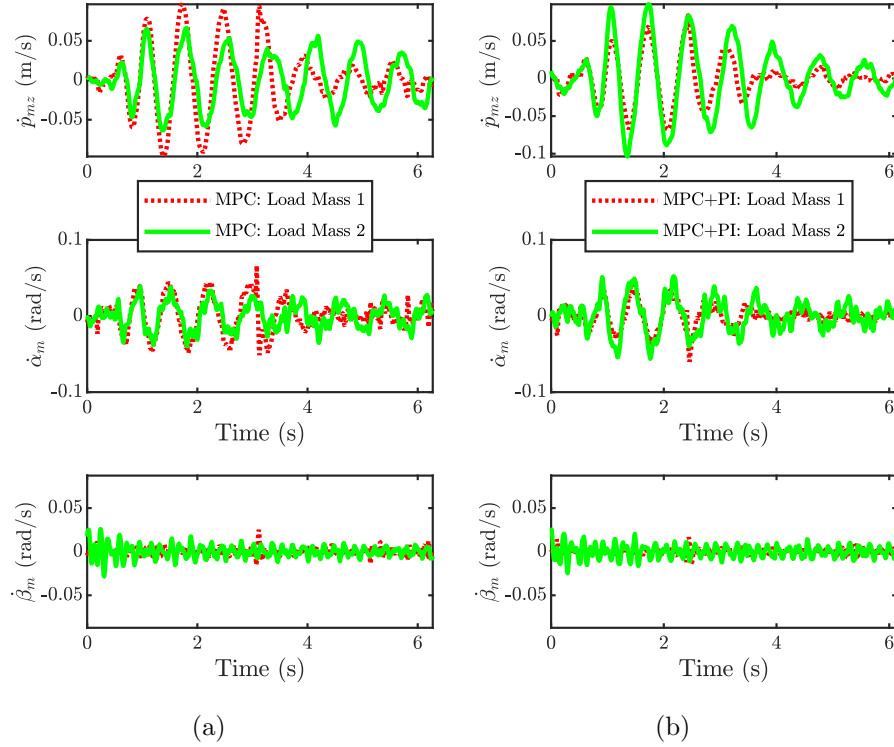 0.05
0
-0.05
ṗ_mz (m/s)
0 2 4 6
MPC: Load Mass 1
MPC: Load Mass 2
0.1
0
-0.1
α̇_m (rad/s)
0 2 4 6
Time (s)
0.05
0
-0.05
β̇_m (rad/s)
0 2 4 6
Time (s)
(a)
0.05
0
-0.05
-0.1
ṗ_mz (m/s)
0 2 4 6
MPC+PI: Load Mass 1
MPC+PI: Load Mass 2
0.1
0
-0.1
α̇_m (rad/s)
0 2 4 6
Time (s)
0.05
0
-0.05
β̇_m (rad/s)
0 2 4 6
Time (s)
(b)